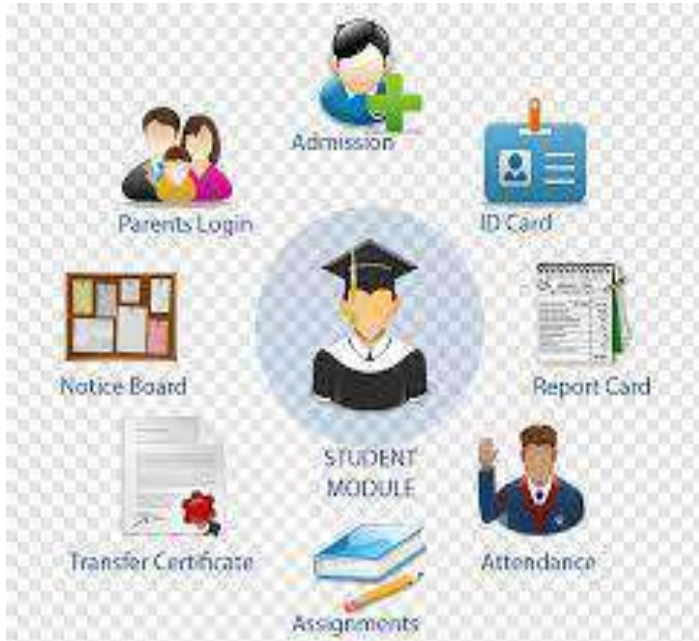 Admission
Parents Login
ID Card
Notice Board
Report Card
STUDENT
MODULE
Transfer Certificate
Attendance
Assignments